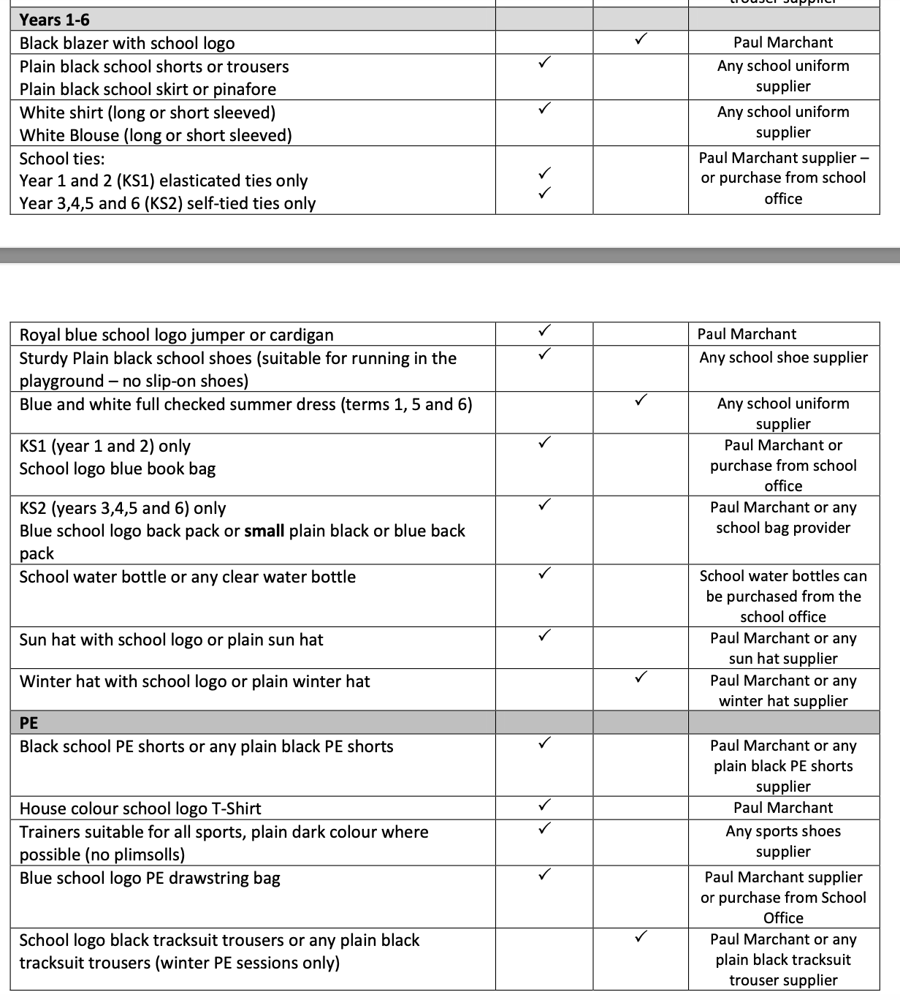 trouser supplier
Years 1-6
Black blazer with school logo ✓ Paul Marchant
Plain black school shorts or trousers ✓ Any school uniform
Plain black school skirt or pinafore supplier
White shirt (long or short sleeved) ✓ Any school uniform
White Blouse (long or short sleeved) supplier
School ties: Paul Marchant supplier –
Year 1 and 2 (KS1) elasticated ties only ✓ or purchase from school
Year 3,4,5 and 6 (KS2) self-tied ties only ✓ office
Royal blue school logo jumper or cardigan ✓ Paul Marchant
Sturdy Plain black school shoes (suitable for running in the ✓ Any school shoe supplier
playground – no slip-on shoes)
Blue and white full checked summer dress (terms 1, 5 and 6) ✓ Any school uniform
supplier
KS1 (year 1 and 2) only ✓ Paul Marchant or
School logo blue book bag purchase from school
office
KS2 (years 3,4,5 and 6) only ✓ Paul Marchant or any
Blue school logo back pack or small plain black or blue back school bag provider
pack
School water bottle or any clear water bottle ✓ School water bottles can
be purchased from the
school office
Sun hat with school logo or plain sun hat ✓ Paul Marchant or any
sun hat supplier
Winter hat with school logo or plain winter hat ✓ Paul Marchant or any
winter hat supplier
PE
Black school PE shorts or any plain black PE shorts ✓ Paul Marchant or any
plain black PE shorts
supplier
House colour school logo T-Shirt ✓ Paul Marchant
Trainers suitable for all sports, plain dark colour where ✓ Any sports shoes
possible (no plimsolls) supplier
Blue school logo PE drawstring bag ✓ Paul Marchant supplier
or purchase from School
Office
School logo black tracksuit trousers or any plain black ✓ Paul Marchant or any
tracksuit trousers (winter PE sessions only) plain black tracksuit
trouser supplier